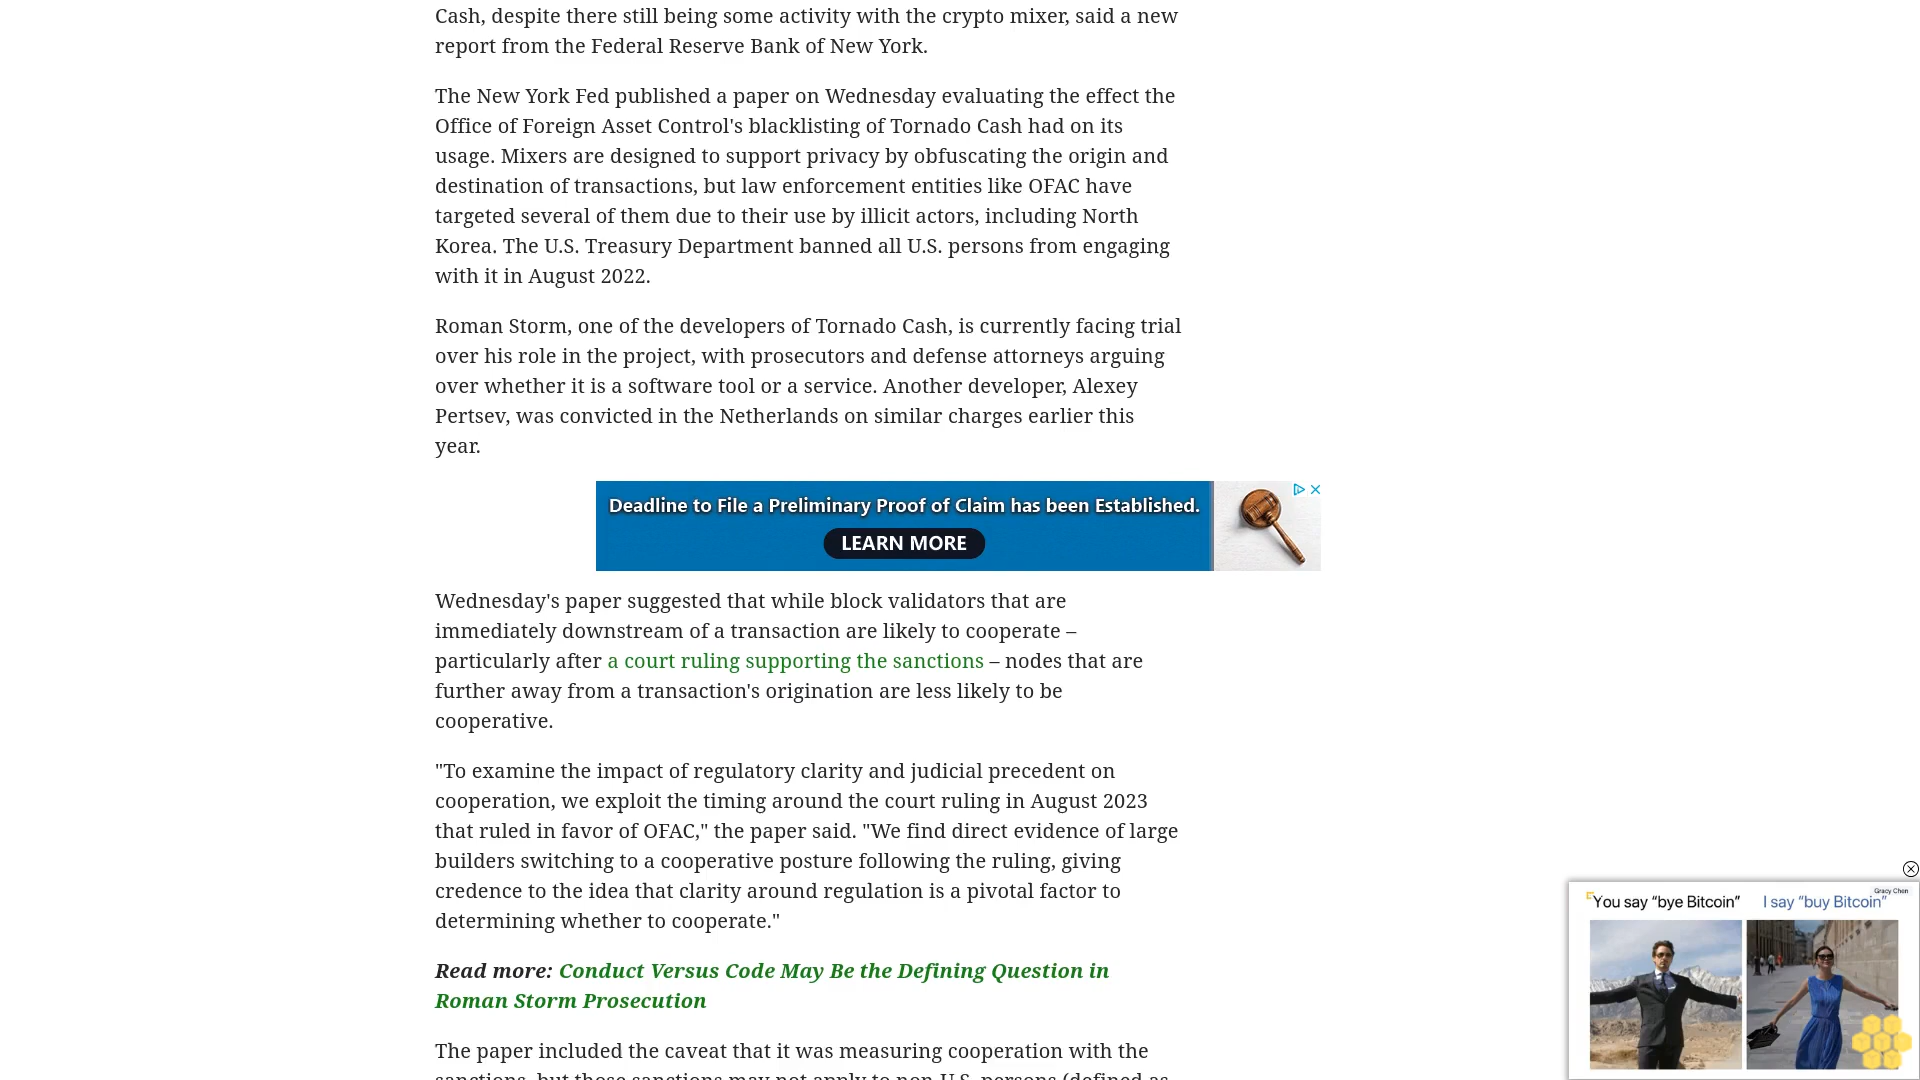 Cash, despite there still being some activity with the crypto mixer, said a new
report from the Federal Reserve Bank of New York.
The New York Fed published a paper on Wednesday evaluating the effect the
Office of Foreign Asset Control's blacklisting of Tornado Cash had on its
usage. Mixers are designed to support privacy by obfuscating the origin and
destination of transactions, but law enforcement entities like OFAC have
targeted several of them due to their use by illicit actors, including North
Korea. The U.S. Treasury Department banned all U.S. persons from engaging
with it in August 2022.
Roman Storm, one of the developers of Tornado Cash, is currently facing trial
over his role in the project, with prosecutors and defense attorneys arguing
over whether it is a software tool or a service. Another developer, Alexey
Pertsev, was convicted in the Netherlands on similar charges earlier this
year.
Deadline to File a Preliminary Proof of Claim has been Established.
LEARN MORE
Wednesday's paper suggested that while block validators that are
immediately downstream of a transaction are likely to cooperate –
particularly after a court ruling supporting the sanctions – nodes that are
further away from a transaction's origination are less likely to be
cooperative.
"To examine the impact of regulatory clarity and judicial precedent on
cooperation, we exploit the timing around the court ruling in August 2023
that ruled in favor of OFAC," the paper said. "We find direct evidence of large
builders switching to a cooperative posture following the ruling, giving
credence to the idea that clarity around regulation is a pivotal factor to
determining whether to cooperate."
Read more: Conduct Versus Code May Be the Defining Question in
Roman Storm Prosecution
The paper included the caveat that it was measuring cooperation with the
sanctions, but those sanctions may not apply to non-U.S. persons (defined as
Gracy Chen
You say “bye Bitcoin”
I say “buy Bitcoin”